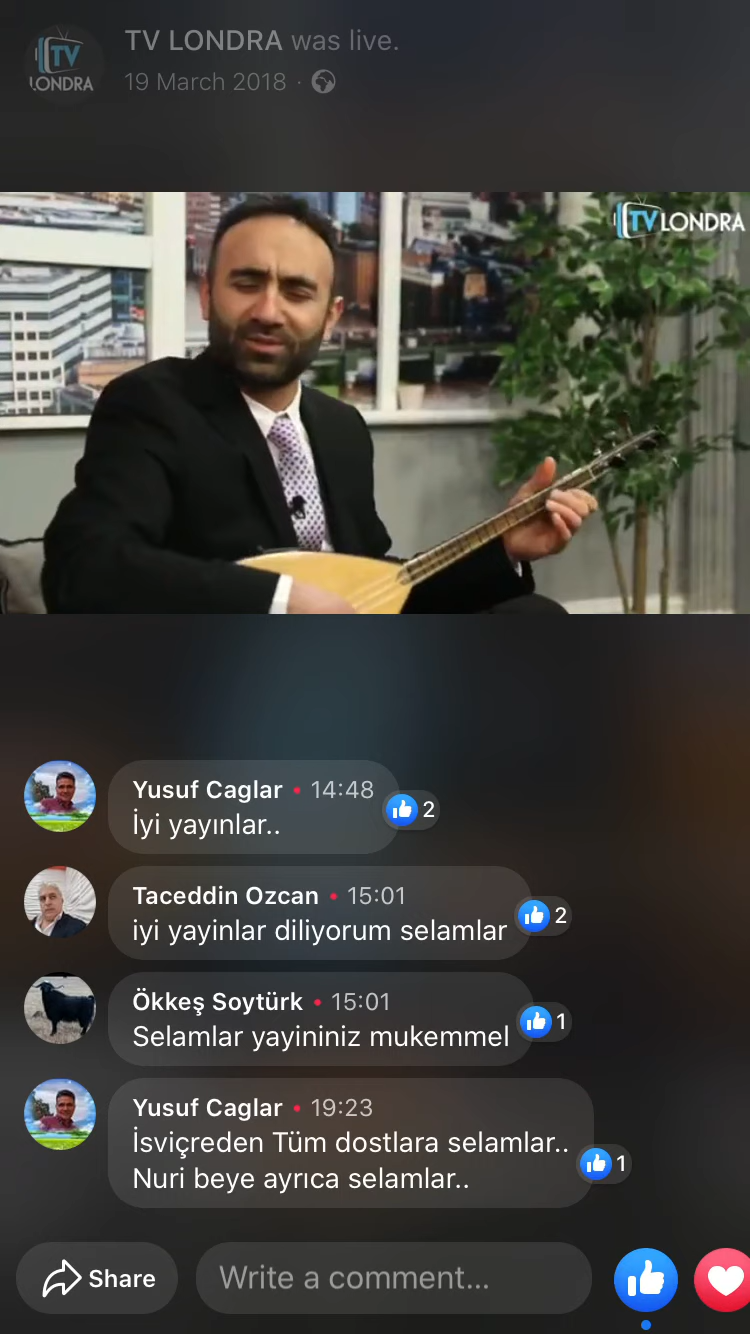 TV LONDRA was live.
19 March 2018 ·
TV
LONDRA
TV LONDRA
Yusuf Caglar • 14:48
İyi yayınlar..
2
Taceddin Ozcan • 15:01
iyi yayinlar diliyorum selamlar
2
Ökkeş Soytürk • 15:01
Selamlar yayininiz mukemmel
1
Yusuf Caglar • 19:23
İsviçreden Tüm dostlara selamlar..
Nuri beye ayrıca selamlar..
1
Share
Write a comment...